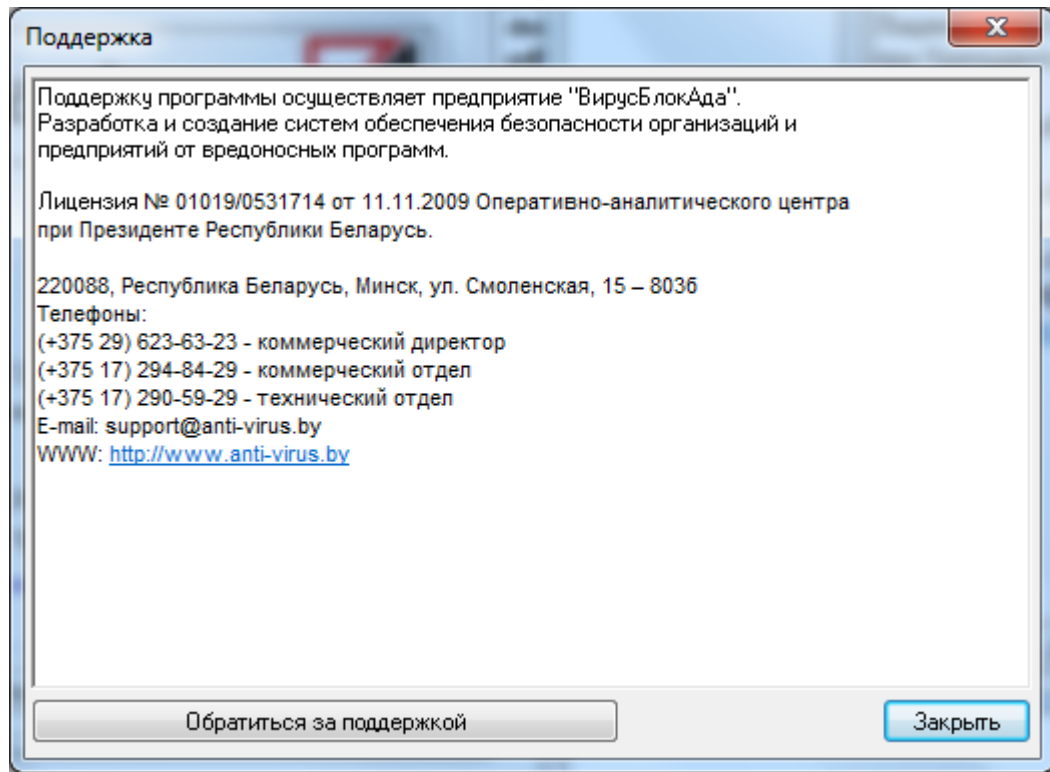 Поддержка
Поддержку программы осуществляет предприятие "ВирусБлокАда".
Разработка и создание систем обеспечения безопасности организаций и
предприятий от вредоносных программ.
Лицензия № 01019/0531714 от 11.11.2009 Оперативно-аналитического центра
при Президенте Республики Беларусь.
220088, Республика Беларусь, Минск, ул. Смоленская, 15 – 803б
Телефоны:
(+375 29) 623-63-23 - коммерческий директор
(+375 17) 294-84-29 - коммерческий отдел
(+375 17) 290-59-29 - технический отдел
E-mail: support@anti-virus.by
WWW: http://www.anti-virus.by
Обратиться за поддержкой
Закрыть